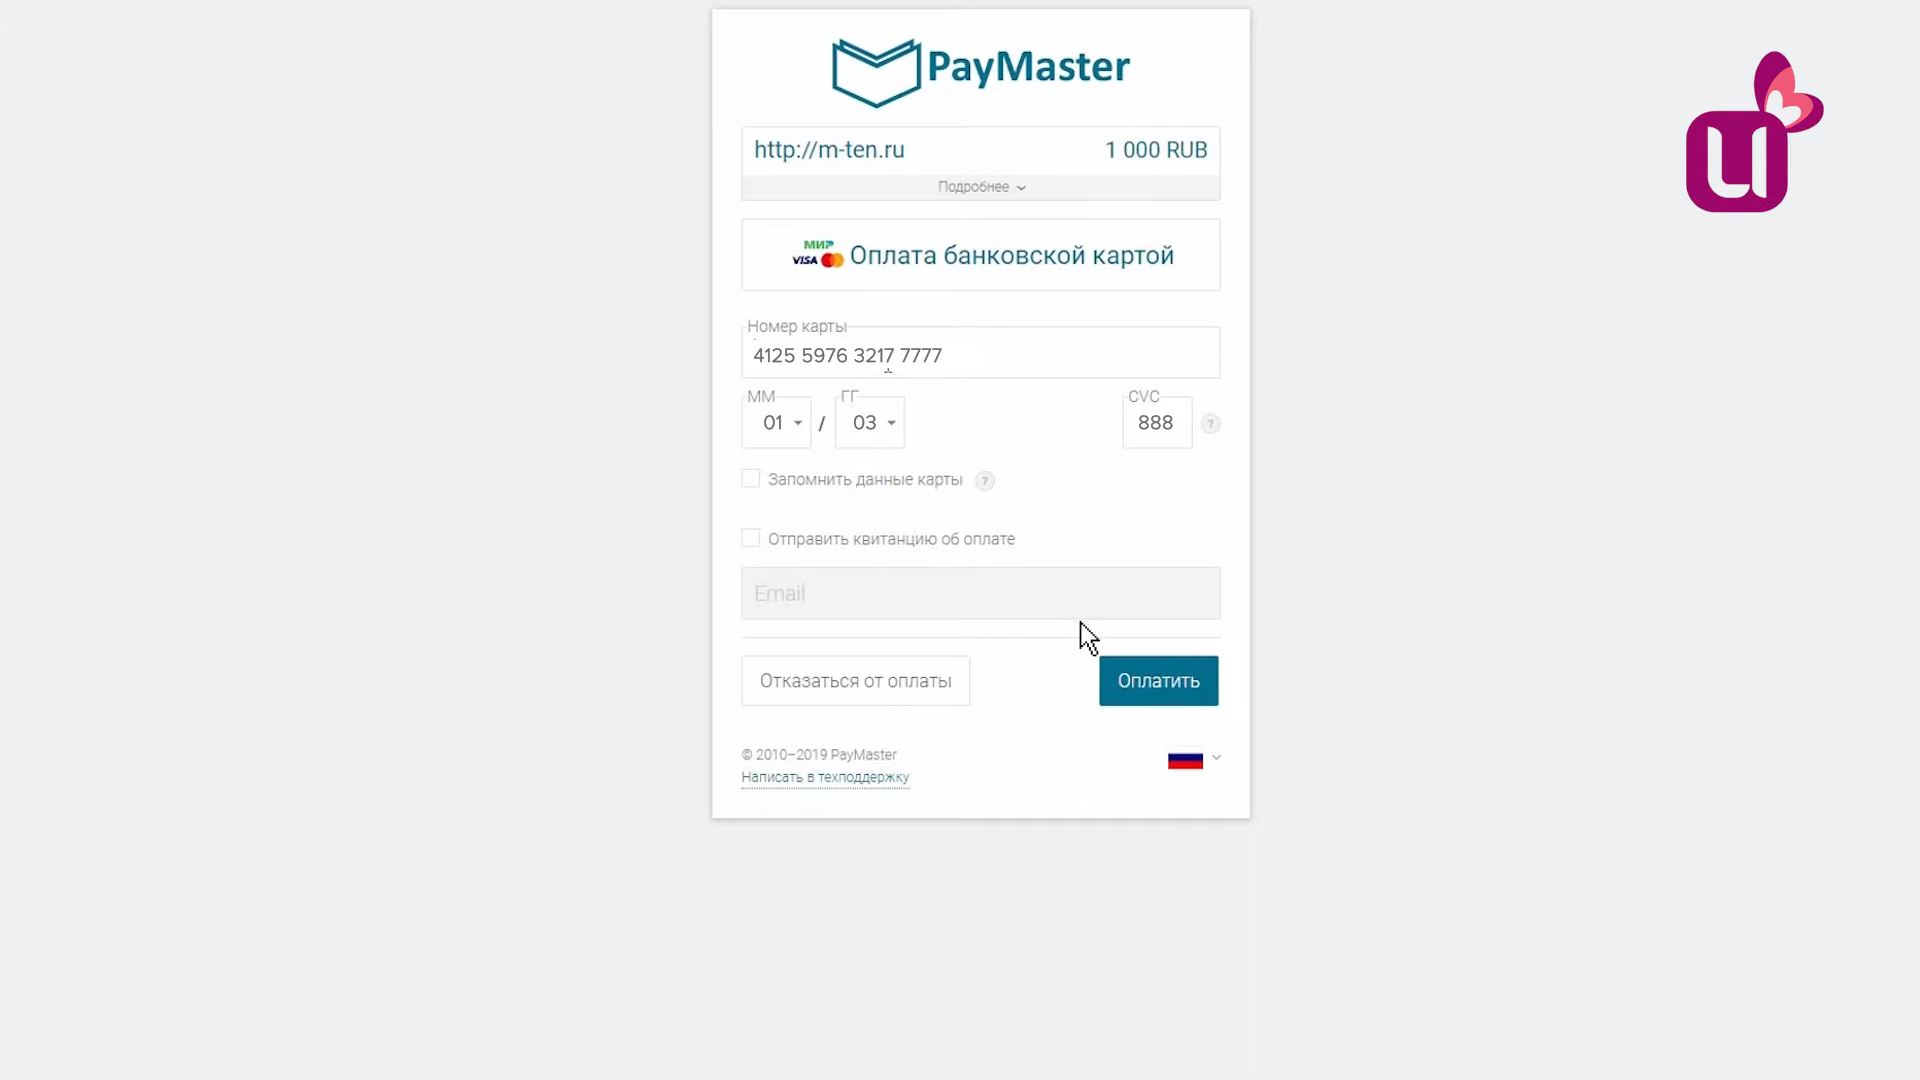 PayMaster
http://m-ten.ru 1 000 RUB
Подробнее
МИР
VISA
Оплата банковской картой
Номер карты
4125 5976 3217 7777
ММ ГГ CVC
01 / 03 888 ?
Запомнить данные карты ?
Отправить квитанцию об оплате
Email
Отказаться от оплаты Оплатить
© 2010–2019 PayMaster
Написать в техподдержку